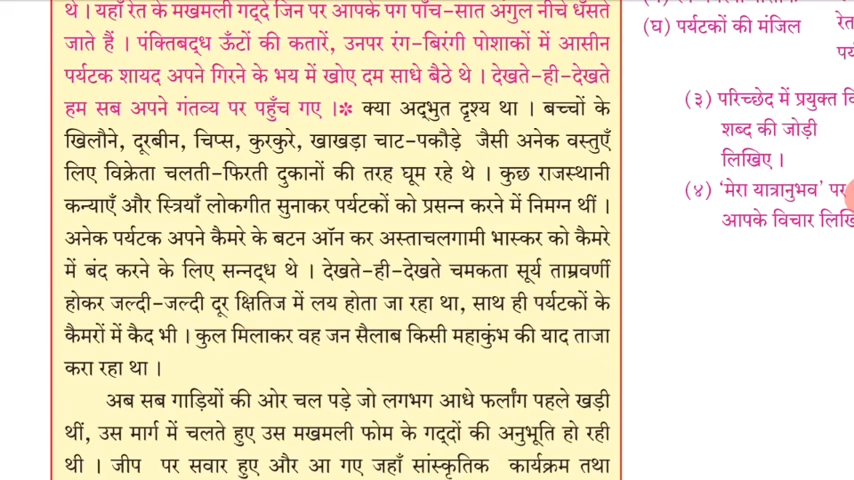 थे । यहाँ रेत के मखमली गद्दे जिन पर आपके पग पाँच-सात अंगुल नीचे धँसते
जाते हैं । पंक्तिबद्ध ऊँटों की कतारें, उनपर रंग-बिरंगी पोशाकों में आसीन
पर्यटक शायद अपने गिरने के भय में खोए दम साधे बैठे थे । देखते-ही-देखते
हम सब अपने गंतव्य पर पहुँच गए ।✻ क्या अद्भुत दृश्य था । बच्चों के
खिलौने, दूरबीन, चिप्स, कुरकुरे, खाखड़ा चाट-पकौड़े जैसी अनेक वस्तुएँ
लिए विक्रेता चलती-फिरती दुकानों की तरह घूम रहे थे । कुछ राजस्थानी
कन्याएँ और स्त्रियाँ लोकगीत सुनाकर पर्यटकों को प्रसन्न करने में निमग्न थीं ।
अनेक पर्यटक अपने कैमरे के बटन ऑन कर अस्ताचलगामी भास्कर को कैमरे
में बंद करने के लिए सन्नद्ध थे । देखते-ही-देखते चमकता सूर्य ताम्रवर्णी
होकर जल्दी-जल्दी दूर क्षितिज में लय होता जा रहा था, साथ ही पर्यटकों के
कैमरों में कैद भी । कुल मिलाकर वह जन सैलाब किसी महाकुंभ की याद ताजा
करा रहा था ।
अब सब गाड़ियों की ओर चल पड़े जो लगभग आधे फर्लांग पहले खड़ी
थीं, उस मार्ग में चलते हुए उस मखमली फोम के गद्दों की अनुभूति हो रही
थी । जीप पर सवार हुए और आ गए जहाँ सांस्कृतिक कार्यक्रम तथा
(घ) पर्यटकों की मंजिल
रेत
(३) परिच्छेद में प्रयुक्त
शब्द की जोड़ी
लिखिए ।
(४) ‘मेरा यात्रानुभव’ पर
आपके विचार